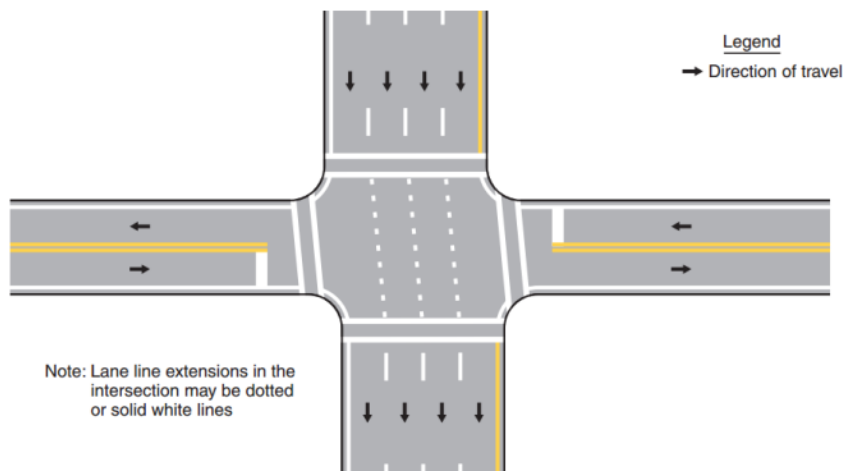 Legend
Direction of travel
Note: Lane line extensions in the
intersection may be dotted
or solid white lines